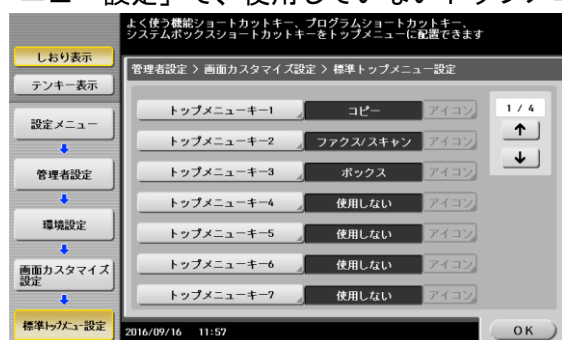 よく使う機能ショートカットキー、プログラムショートカットキー、
システムボックスショートカットキーをトップメニューに配置できます
しおり表示
テンキー表示
設定メニュー
管理者設定
環境設定
画面カスタマイズ
設定
標準トップメニュー設定
管理者設定 > 画面カスタマイズ設定 > 標準トップメニュー設定
トップメニューキー1 コピー アイコン
トップメニューキー2 ファクス/スキャン アイコン
トップメニューキー3 ボックス アイコン
トップメニューキー4 使用しない アイコン
トップメニューキー5 使用しない アイコン
トップメニューキー6 使用しない アイコン
トップメニューキー7 使用しない アイコン
1 / 4
↑
↓
2016/09/16 11:57
OK